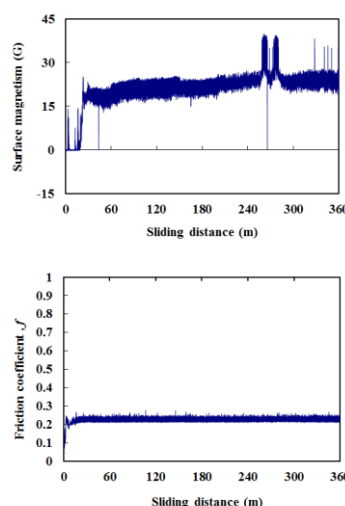 45
30
15
0
-15
Surface magnetism (G)
0 60 120 180 240 300 360
Sliding distance (m)
1
0.9
0.8
0.7
0.6
0.5
0.4
0.3
0.2
0.1
0
Friction coefficient ,f
0 60 120 180 240 300 360
Sliding distance (m)